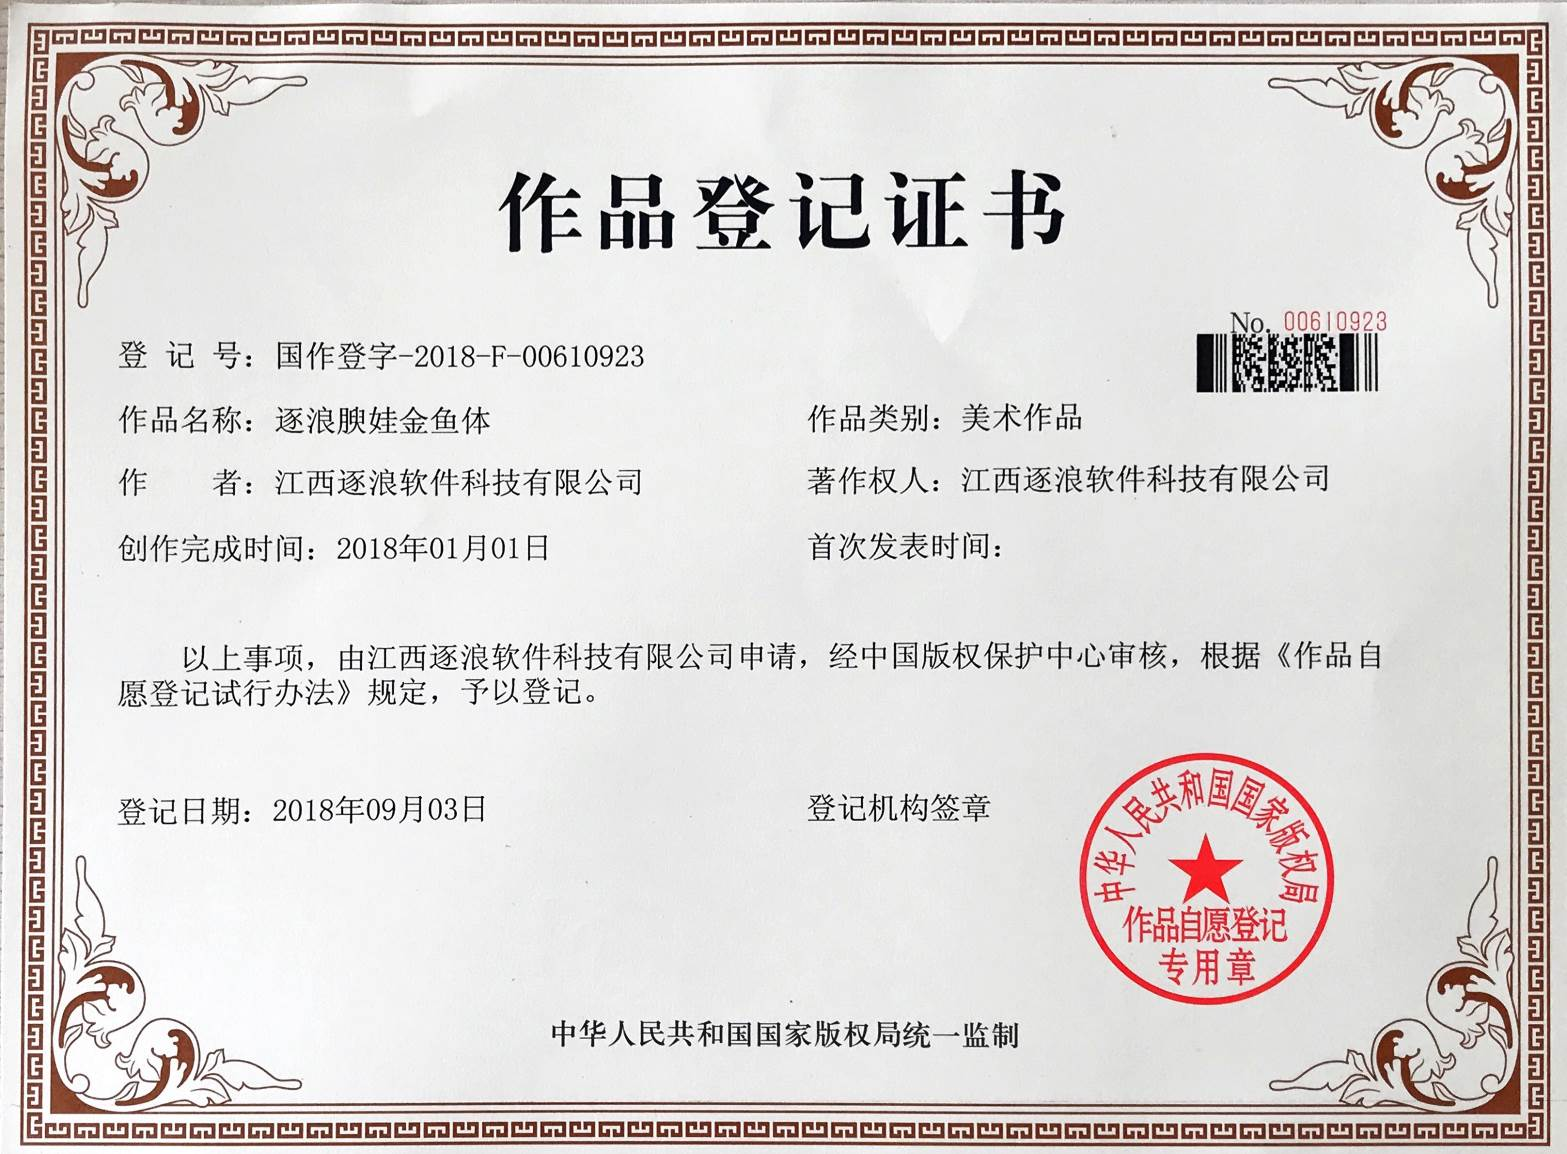 作品登记证书
No. 00610923
登 记 号：国作登字-2018-F-00610923
作品名称：逐浪腴娃金鱼体
作品类别：美术作品
作 者：江西逐浪软件科技有限公司
著作权人：江西逐浪软件科技有限公司
创作完成时间：2018年01月01日
首次发表时间：
以上事项，由江西逐浪软件科技有限公司申请，经中国版权保护中心审核，根据《作品自
愿登记试行办法》规定，予以登记。
登记日期：2018年09月03日
登记机构签章
中华人民共和国国家版权局
作品自愿登记
专用章
中华人民共和国国家版权局统一监制